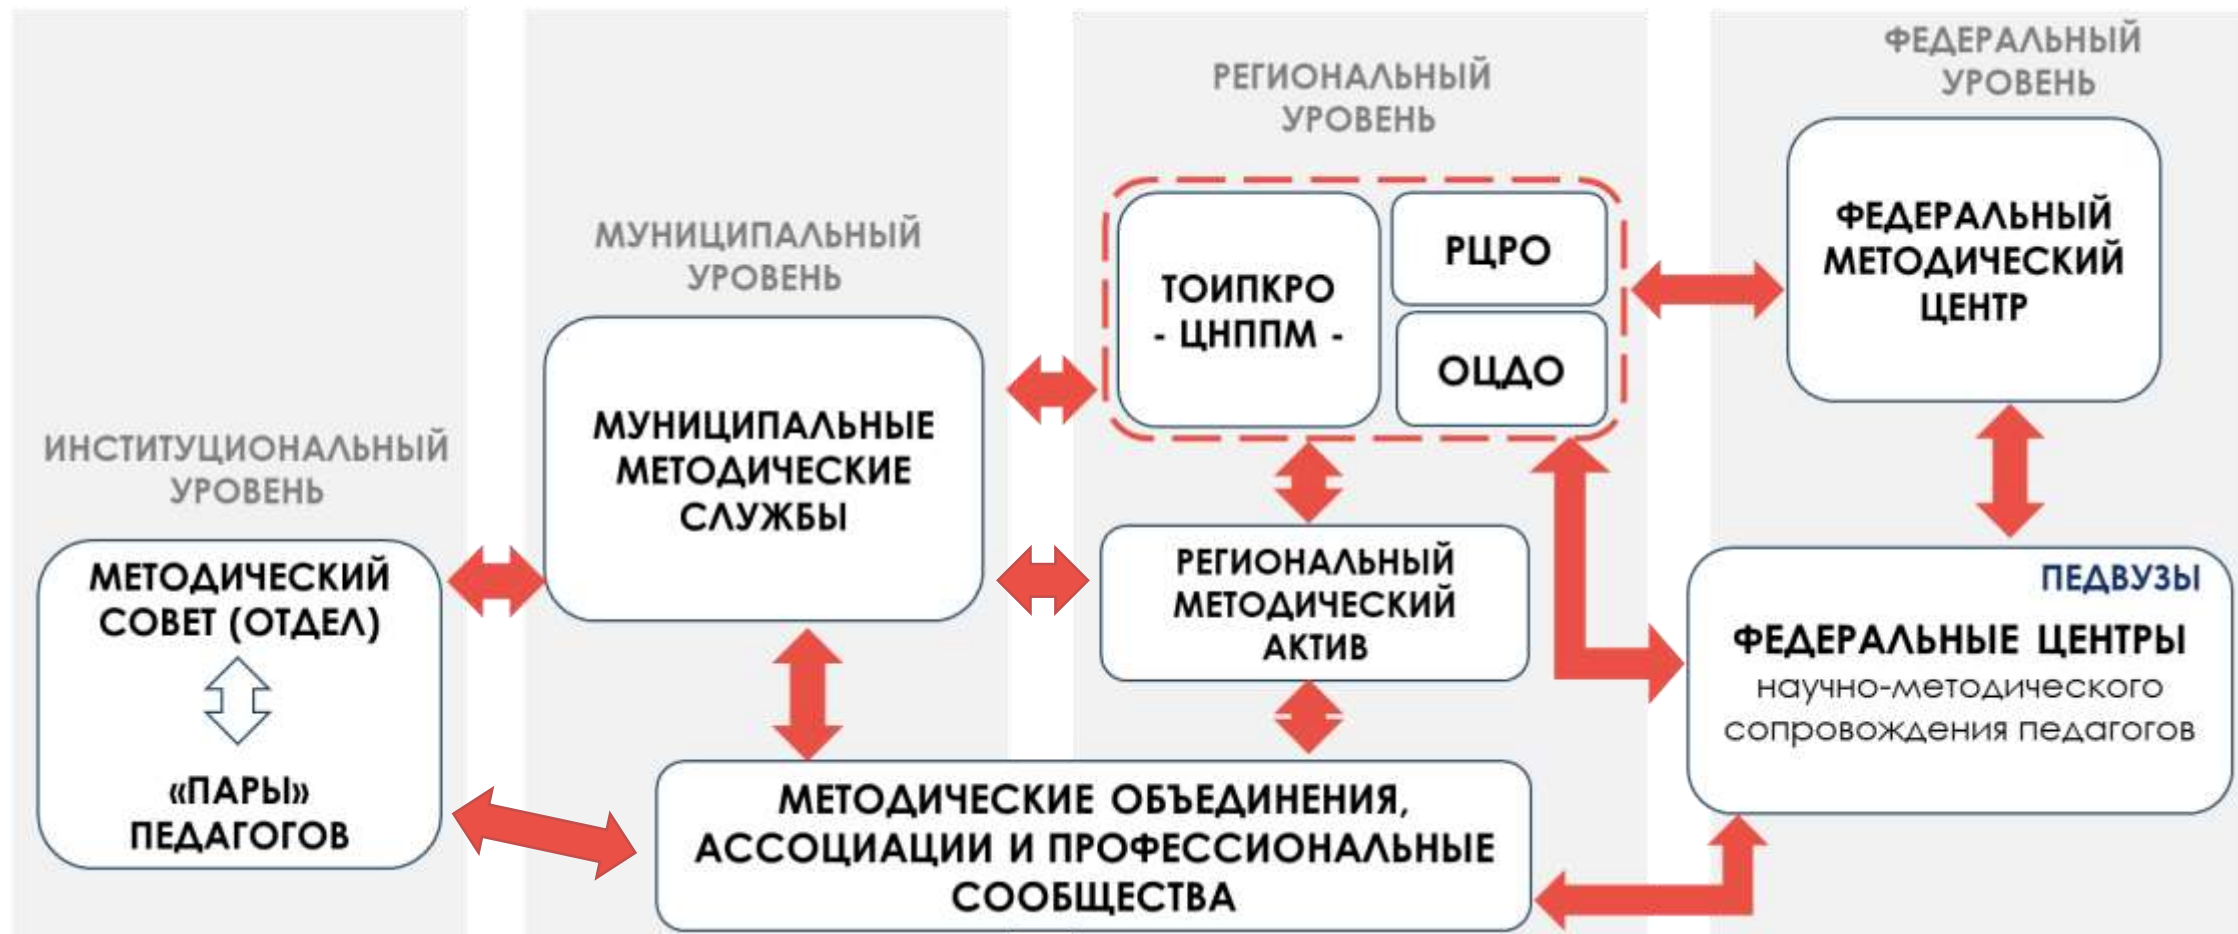 ИНСТИТУЦИОНАЛЬНЫЙ
УРОВЕНЬ
МЕТОДИЧЕСКИЙ
СОВЕТ (ОТДЕЛ)
«ПАРЫ»
ПЕДАГОГОВ
МУНИЦИПАЛЬНЫЙ
УРОВЕНЬ
МУНИЦИПАЛЬНЫЕ
МЕТОДИЧЕСКИЕ
СЛУЖБЫ
РЕГИОНАЛЬНЫЙ
УРОВЕНЬ
ТОИПКРО
- ЦНППМ -
РЦРО
ОЦДО
РЕГИОНАЛЬНЫЙ
МЕТОДИЧЕСКИЙ
АКТИВ
МЕТОДИЧЕСКИЕ ОБЪЕДИНЕНИЯ,
АССОЦИАЦИИ И ПРОФЕССИОНАЛЬНЫЕ
СООБЩЕСТВА
ФЕДЕРАЛЬНЫЙ
УРОВЕНЬ
ФЕДЕРАЛЬНЫЙ
МЕТОДИЧЕСКИЙ
ЦЕНТР
ПЕДВУЗЫ
ФЕДЕРАЛЬНЫЕ ЦЕНТРЫ
научно-методического
сопровождения педагогов